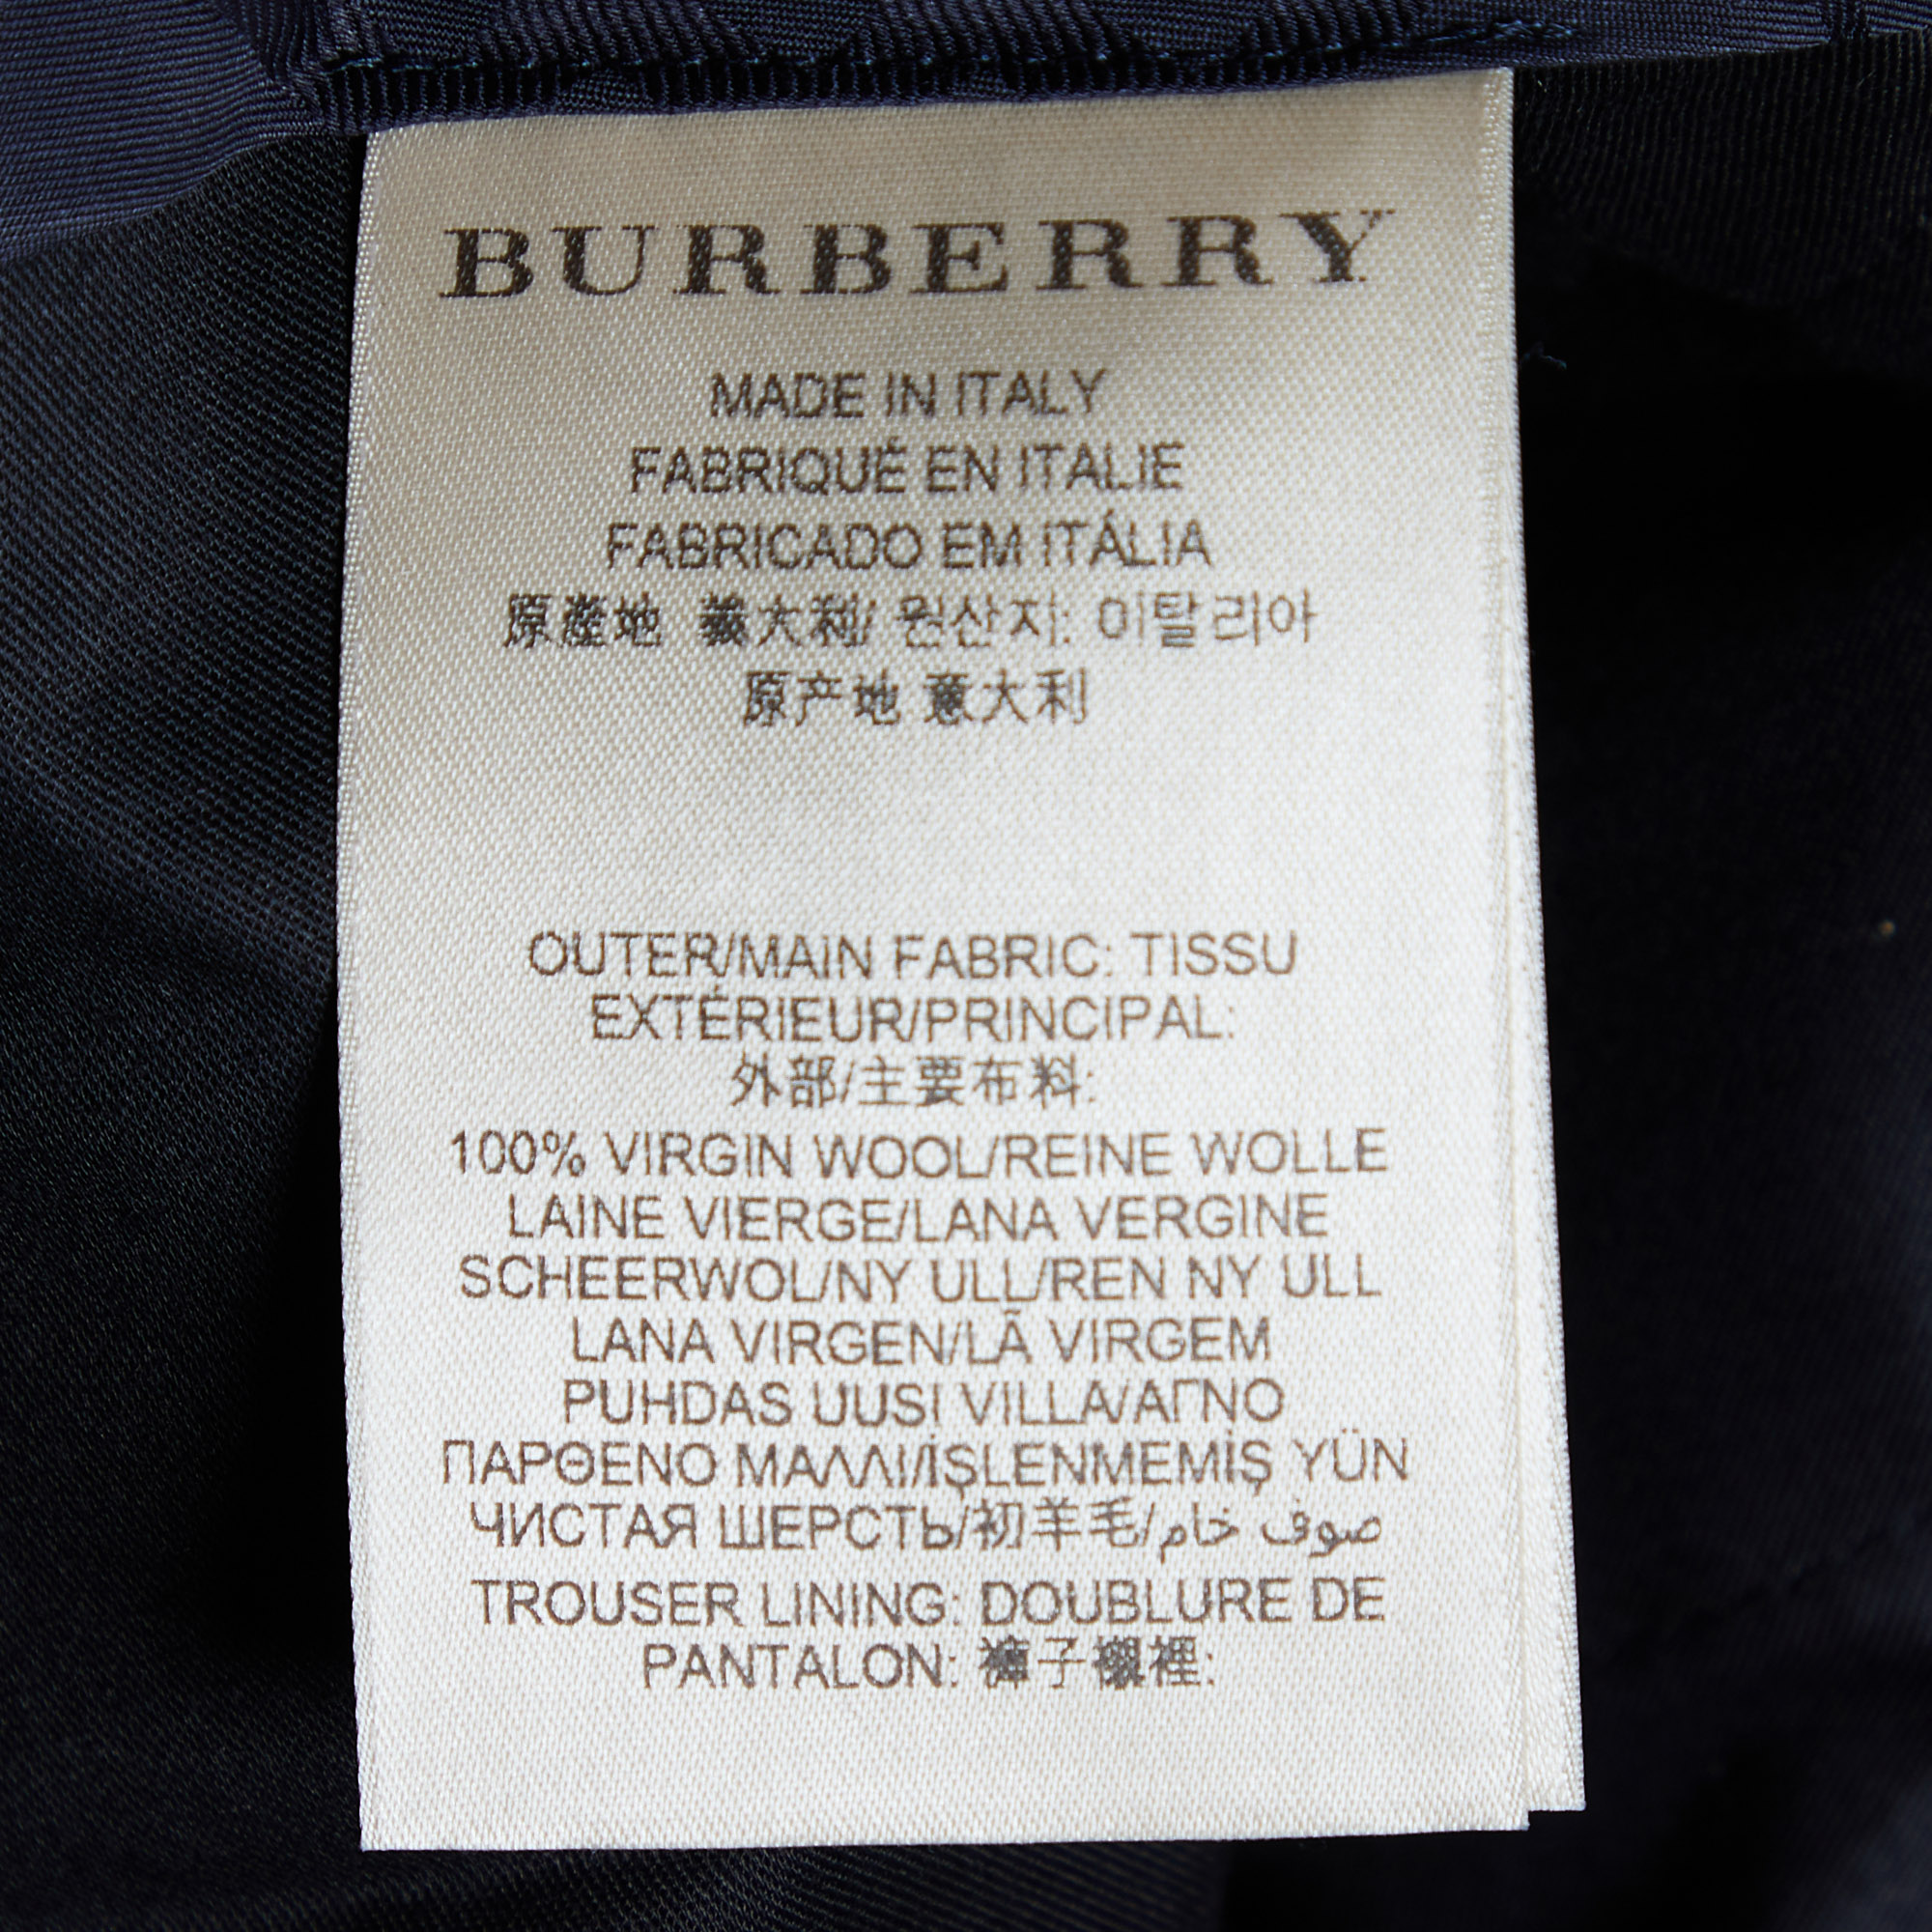 BURBERRY
MADE IN ITALY
FABRIQUÉ EN ITALIE
FABRICADO EM ITÁLIA
原産地 義大利/ 원산지: 이탈리아
原产地 意大利
OUTER/MAIN FABRIC: TISSU
EXTÉRIEUR/PRINCIPAL:
外部/主要布料:
100% VIRGIN WOOL/REINE WOLLE
LAINE VIERGE/LANA VERGINE
SCHEERWOL/NY ULL/REN NY ULL
LANA VIRGEN/LÃ VIRGEM
PUHDAS UUSI VILLA/ΑΓΝΟ
ΠΑΡΘΕΝΟ ΜΑΛΛΙ/İŞLENMEMİŞ YÜN
ЧИСТАЯ ШЕРСТЬ/初羊毛/صوف خام
TROUSER LINING: DOUBLURE DE
PANTALON: 褲子襯裡: